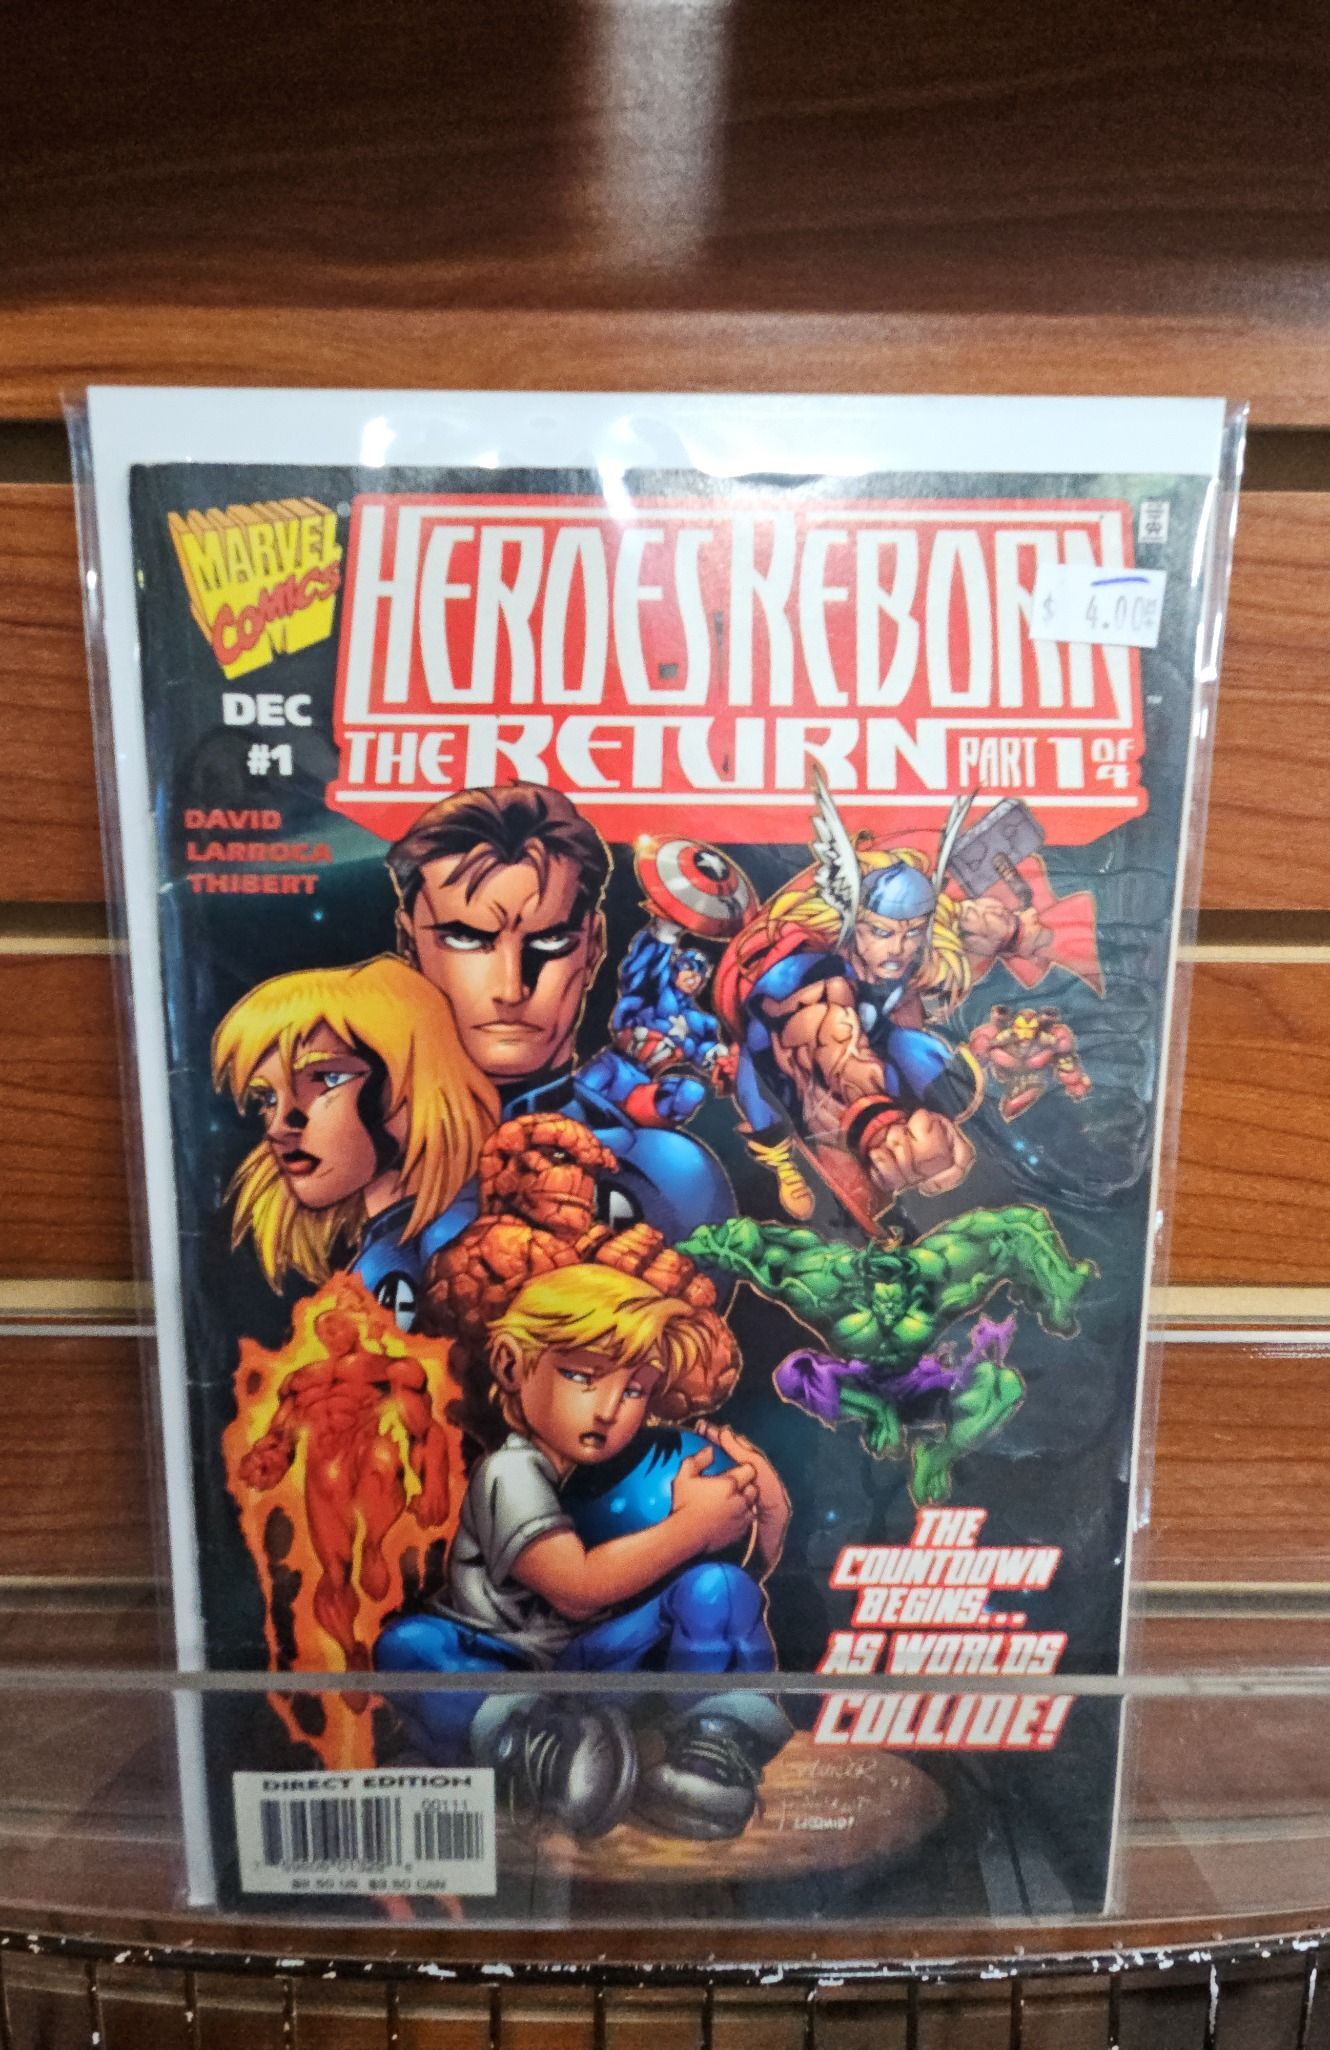 MARVEL
COMICS
HEROES REBORN
$ 4.00
DEC
#1
THE RETURN PART 1 OF 4
DAVID
LARROCA
THIBERT
THE
COUNTDOWN
BEGINS...
AS WORLDS
COLLIDE!
DIRECT EDITION
00111